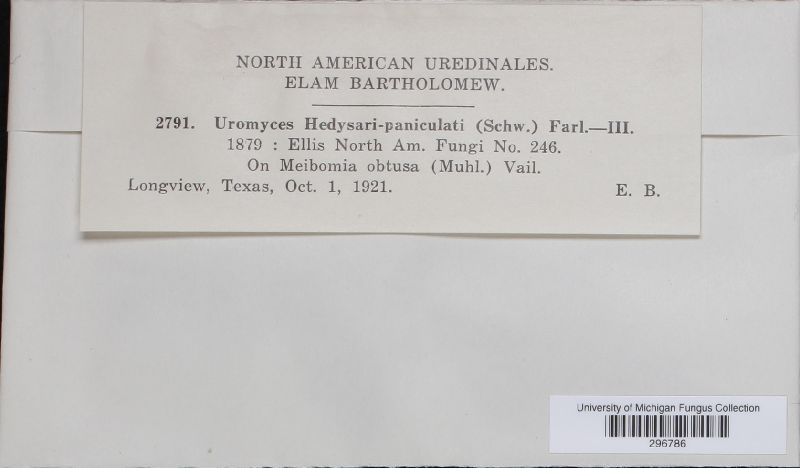 NORTH AMERICAN UREDINALES.
ELAM BARTHOLOMEW.
2791. Uromyces Hedysari-paniculati (Schw.) Farl.—III.
1879 : Ellis North Am. Fungi No. 246.
On Meibomia obtusa (Muhl.) Vail.
Longview, Texas, Oct. 1, 1921. E. B.
University of Michigan Fungus Collection
296786